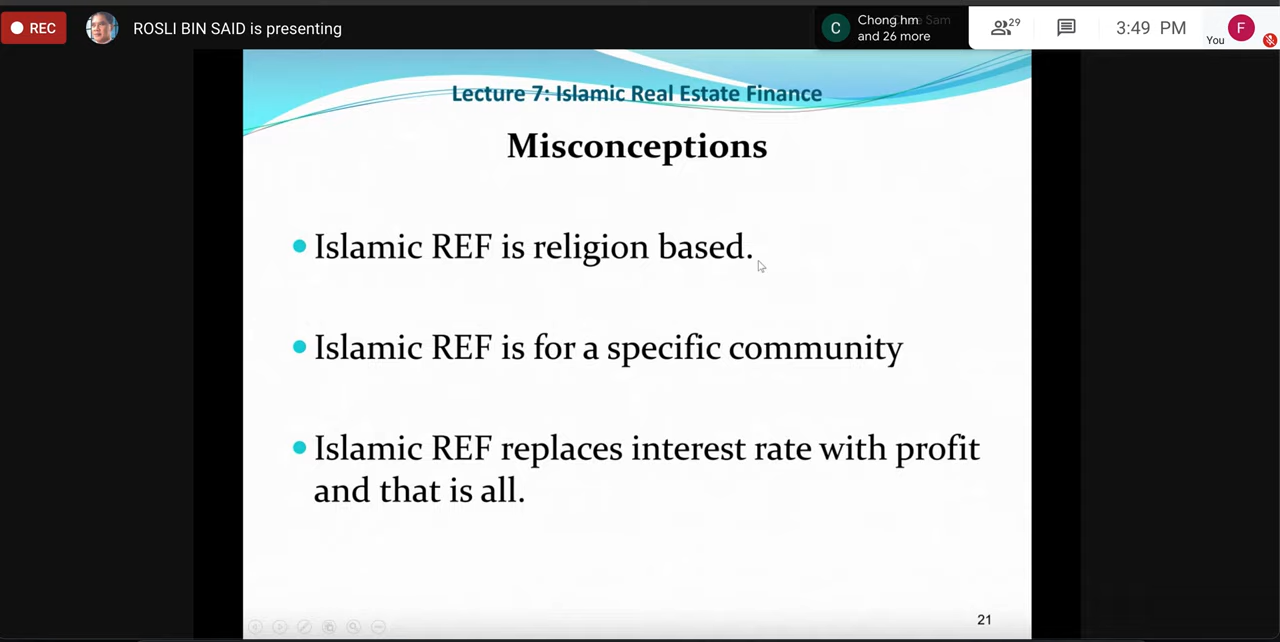 REC
ROSLI BIN SAID is presenting
C
Chong hm
Sam
and 26 more
29
3:49 PM
You
F
Lecture 7: Islamic Real Estate Finance
Misconceptions
Islamic REF is religion based.
Islamic REF is for a specific community
Islamic REF replaces interest rate with profit
and that is all.
21